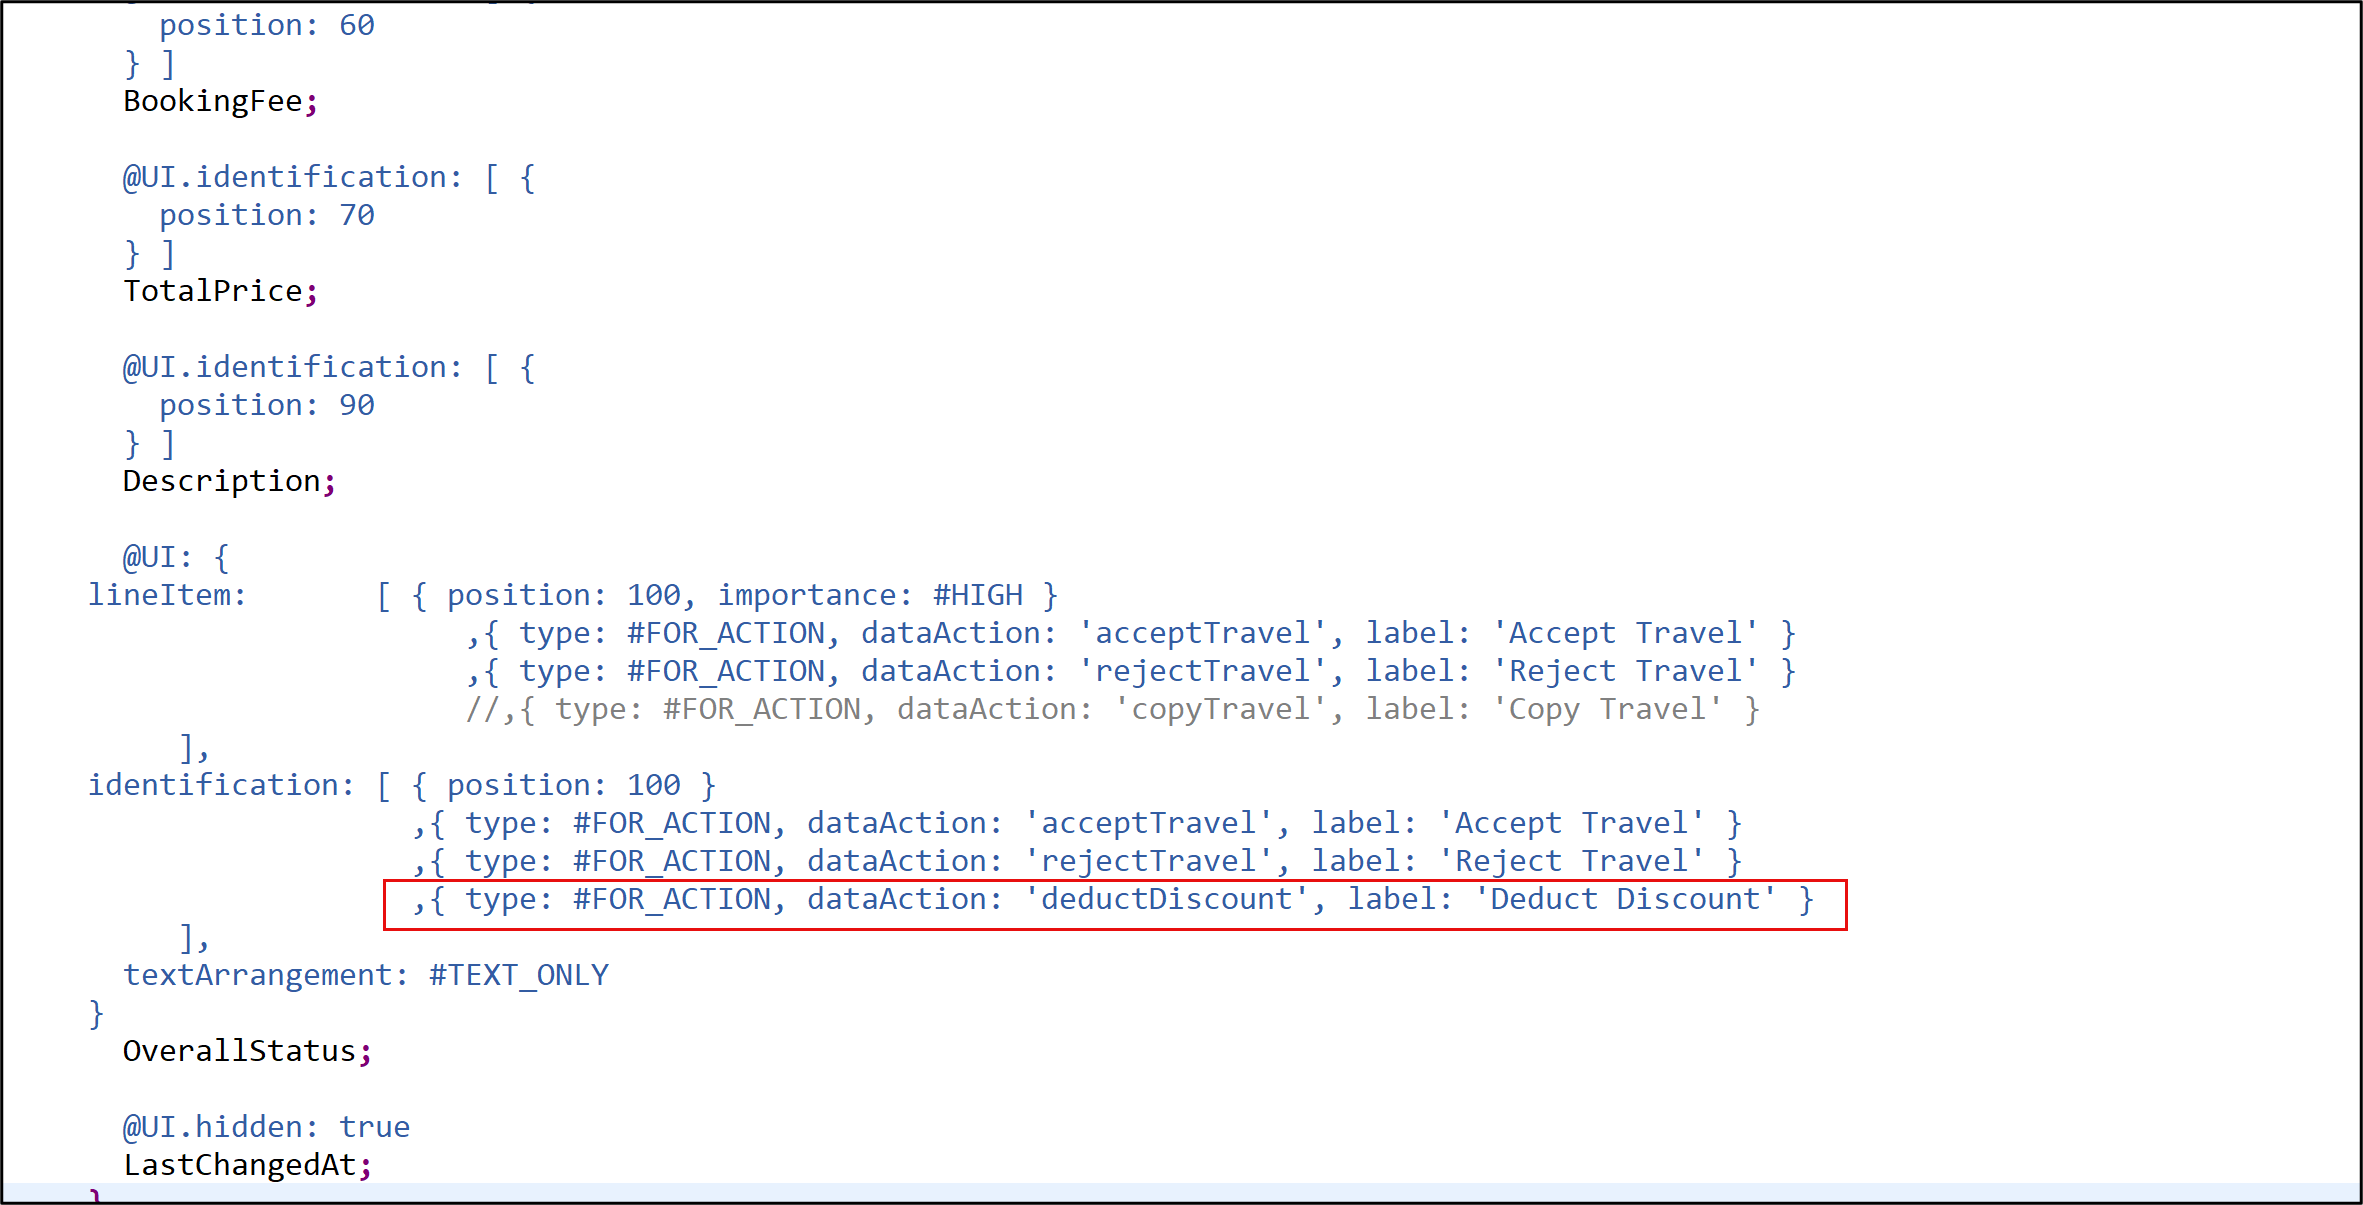 position: 60
} ]
BookingFee;
@UI.identification: [ {
position: 70
} ]
TotalPrice;
@UI.identification: [ {
position: 90
} ]
Description;
@UI: {
lineItem:       [ { position: 100, importance: #HIGH }
,{ type: #FOR_ACTION, dataAction: 'acceptTravel', label: 'Accept Travel' }
,{ type: #FOR_ACTION, dataAction: 'rejectTravel', label: 'Reject Travel' }
//,{ type: #FOR_ACTION, dataAction: 'copyTravel', label: 'Copy Travel' }
],
identification: [ { position: 100 }
,{ type: #FOR_ACTION, dataAction: 'acceptTravel', label: 'Accept Travel' }
,{ type: #FOR_ACTION, dataAction: 'rejectTravel', label: 'Reject Travel' }
,{ type: #FOR_ACTION, dataAction: 'deductDiscount', label: 'Deduct Discount' }
],
textArrangement: #TEXT_ONLY
}
OverallStatus;
@UI.hidden: true
LastChangedAt;
}